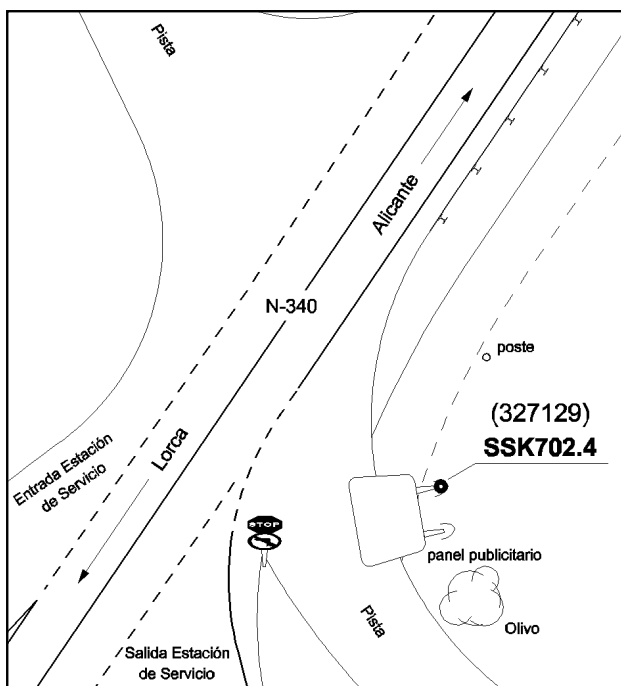 Pista
Alicante
N-340
poste
(327129)
SSK702.4
Lorca
Entrada Estación
de Servicio
STOP
panel publicitario
Pista
Olivo
Salida Estación
de Servicio